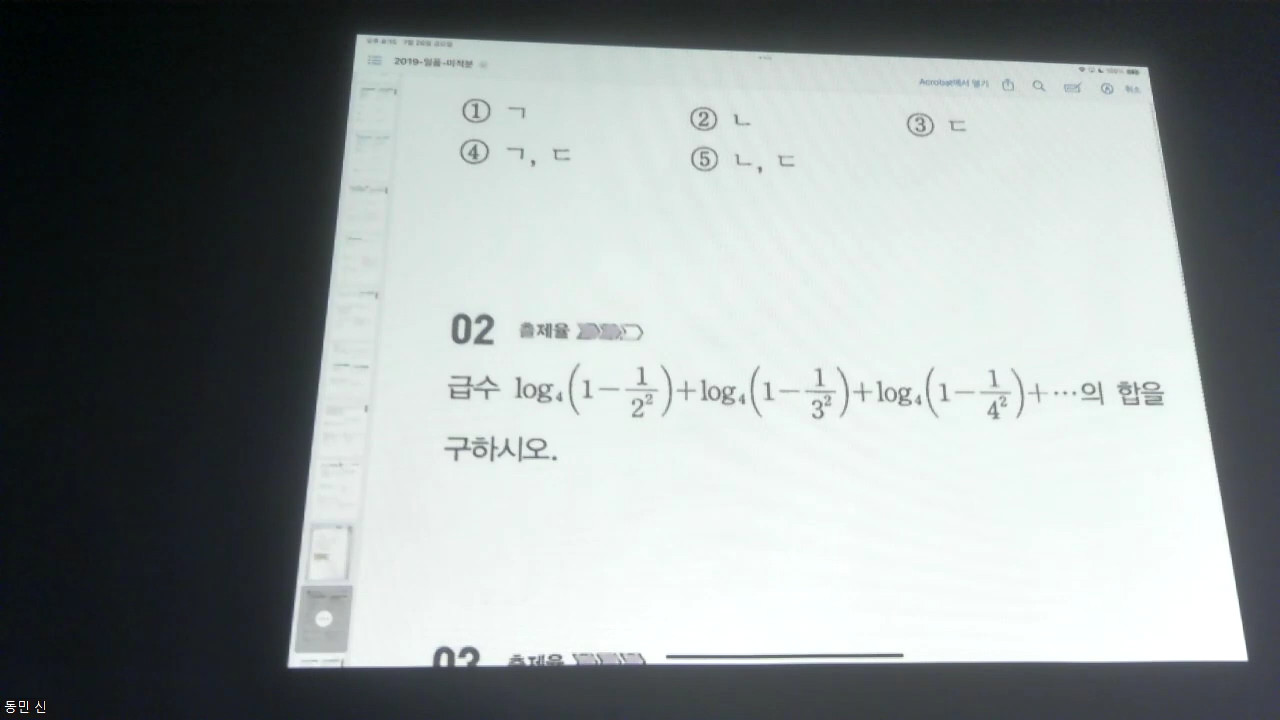 2019-일품-미적분
Acrobat에서 열기
취소
① ㄱ ② ㄴ ③ ㄷ
④ ㄱ, ㄷ ⑤ ㄴ, ㄷ
02 출제율
급수 log₄(1-1/2²)+log₄(1-1/3²)+log₄(1-1/4²)+⋯의 합을
구하시오.
03 출제율
동민 신